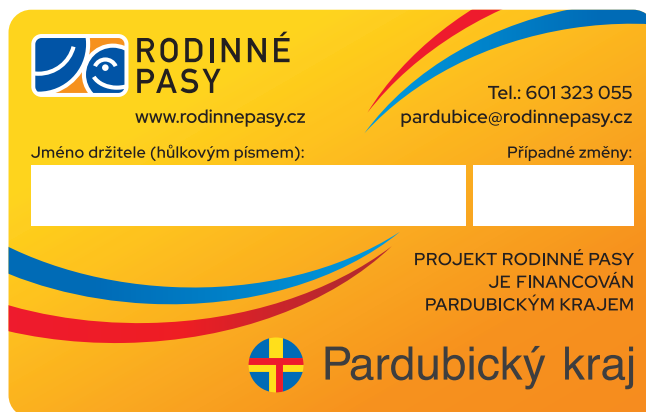 RODINNÉ
PASY
www.rodinnepasy.cz
Tel.: 601 323 055
pardubice@rodinnepasy.cz
Jméno držitele (hůlkovým písmem):
Případné změny:
PROJEKT RODINNÉ PASY
JE FINANCOVÁN
PARDUBICKÝM KRAJEM
Pardubický kraj